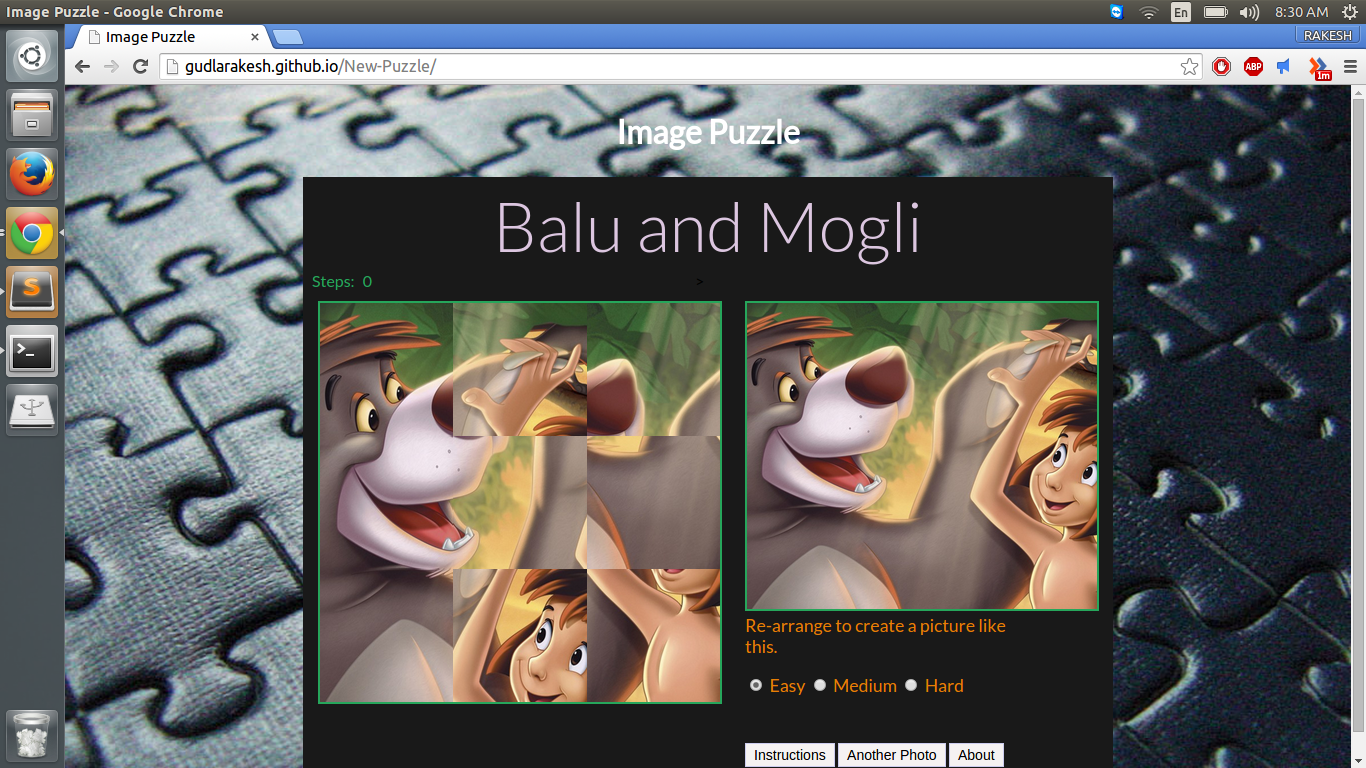 Image Puzzle - Google Chrome
En
8:30 AM
Image Puzzle
×
RAKESH
gudlarakesh.github.io/New-Puzzle/
ABP
1m
Image Puzzle
Balu and Mogli
Steps: 0
>
S
>_
Re-arrange to create a picture like
this.
Easy Medium Hard
Instructions Another Photo About